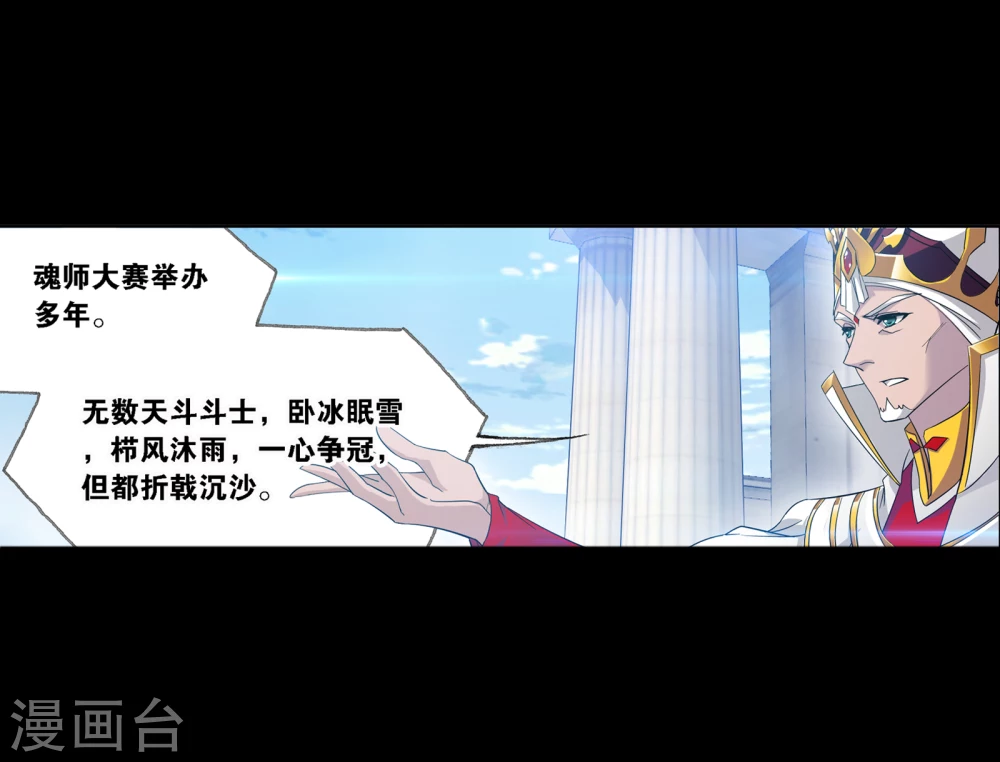 魂师大赛举办
多年。
无数天斗斗士，卧冰眠雪
，栉风沐雨，一心争冠，
但都折戟沉沙。
漫画台